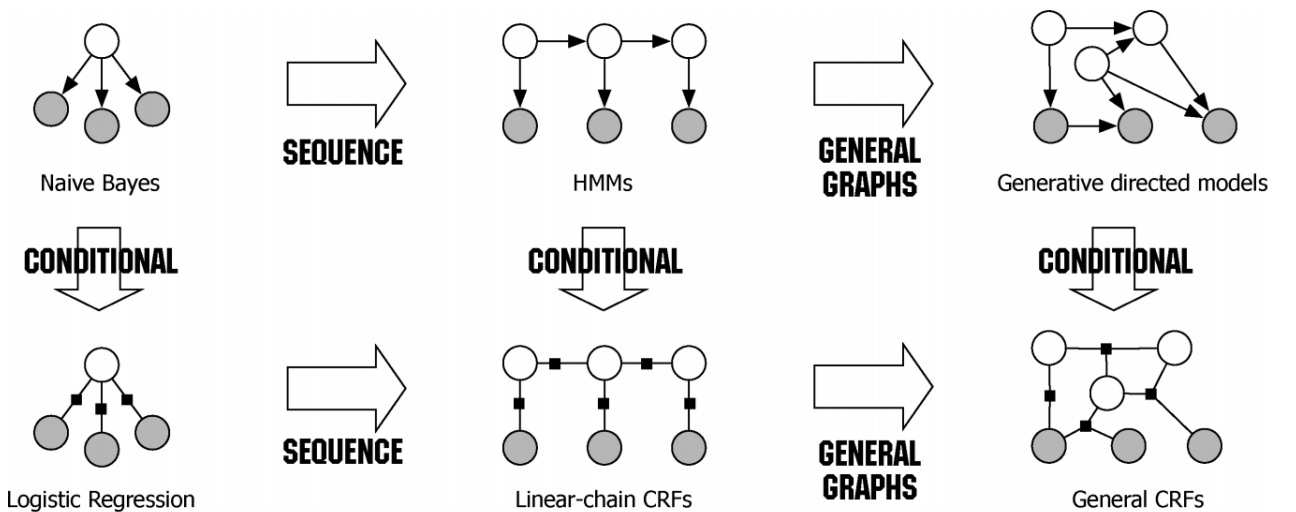 SEQUENCE
GENERAL
GRAPHS
Naive Bayes
HMMs
Generative directed models
CONDITIONAL
CONDITIONAL
CONDITIONAL
SEQUENCE
GENERAL
GRAPHS
Logistic Regression
Linear-chain CRFs
General CRFs